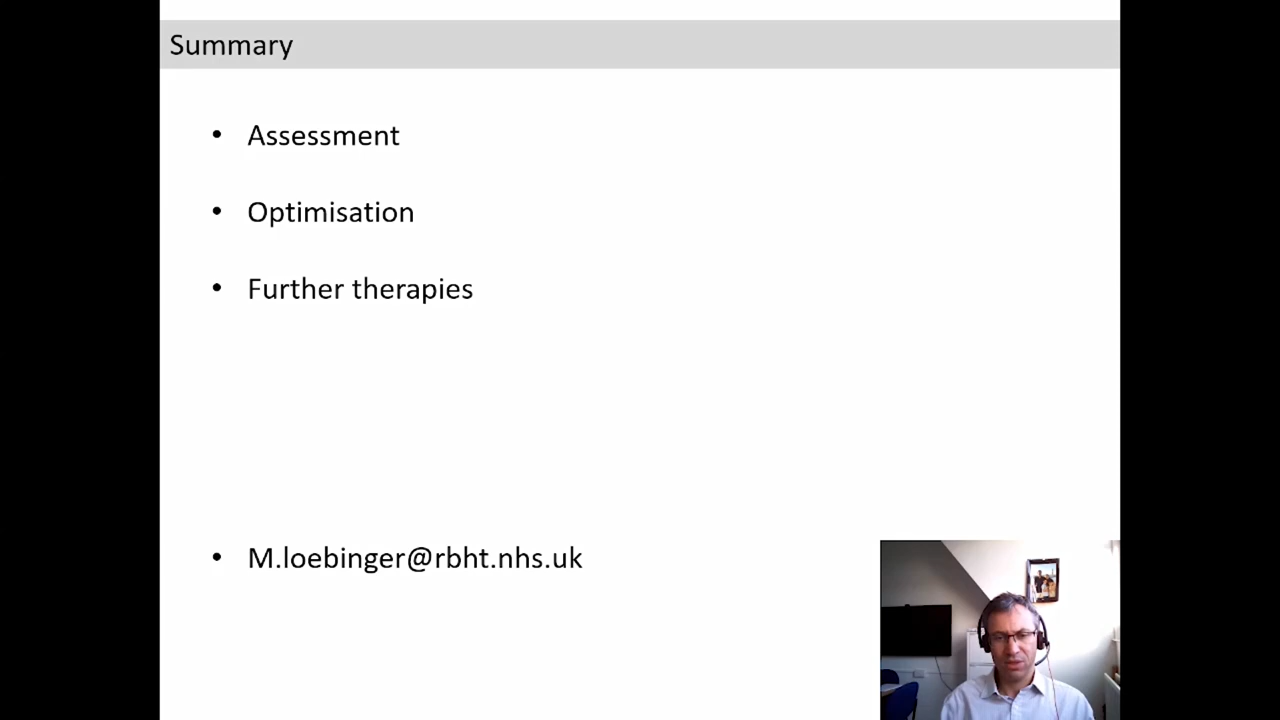 Summary
• Assessment
• Optimisation
• Further therapies
• M.loebinger@rbht.nhs.uk